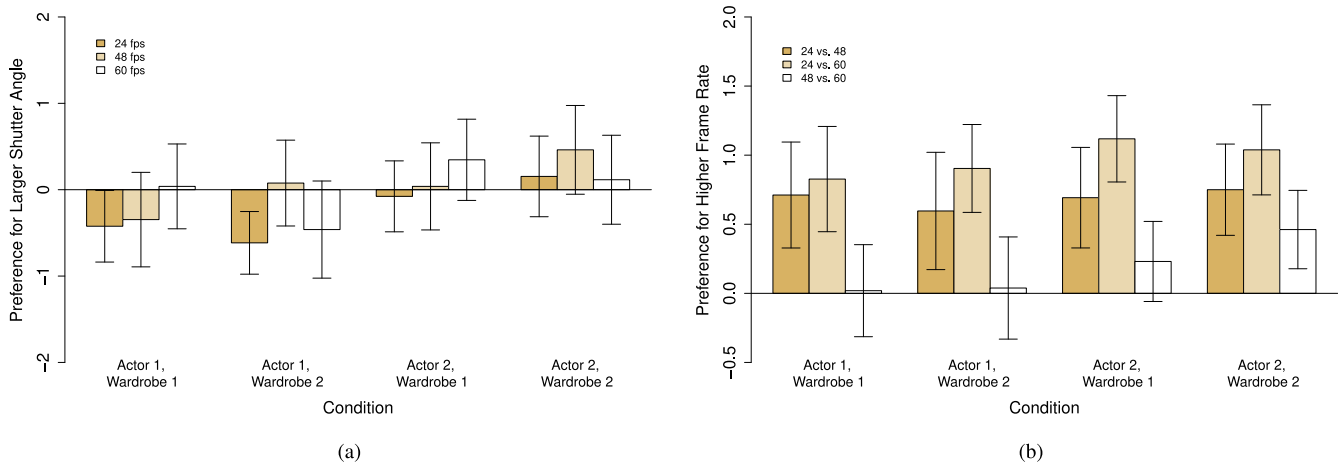 Preference for Larger Shutter Angle
2
1
0
−1
−2
24 fps
48 fps
60 fps
Actor 1,
Wardrobe 1
Actor 1,
Wardrobe 2
Actor 2,
Wardrobe 1
Actor 2,
Wardrobe 2
Condition
(a)
Preference for Higher Frame Rate
2.0
1.5
1.0
0.5
0.0
−0.5
24 vs. 48
24 vs. 60
48 vs. 60
Actor 1,
Wardrobe 1
Actor 1,
Wardrobe 2
Actor 2,
Wardrobe 1
Actor 2,
Wardrobe 2
Condition
(b)